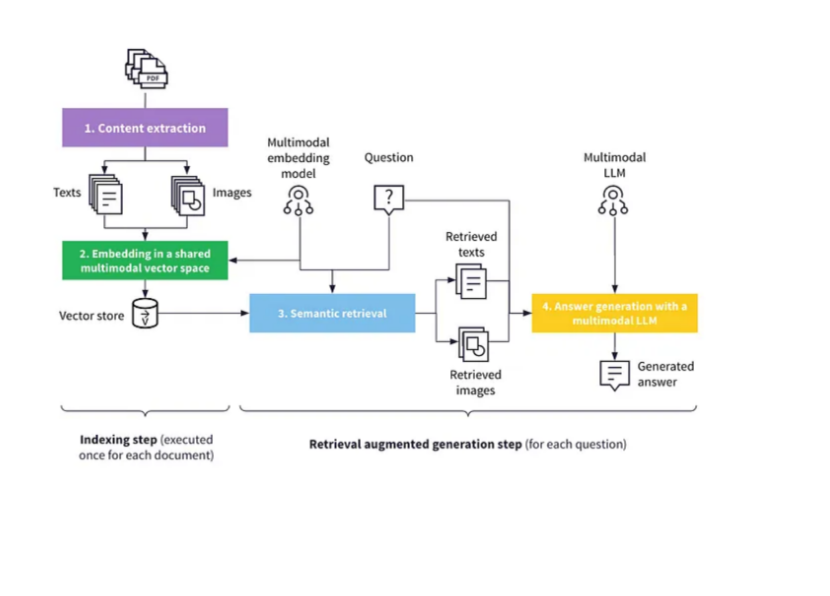 PDF
1. Content extraction
Multimodal
embedding
model
Question
Multimodal
LLM
Texts
Images
?
Retrieved
texts
2. Embedding in a shared
multimodal vector space
Vector store
V
3. Semantic retrieval
4. Answer generation with a
multimodal LLM
Retrieved
images
Generated
answer
Indexing step (executed
once for each document)
Retrieval augmented generation step (for each question)